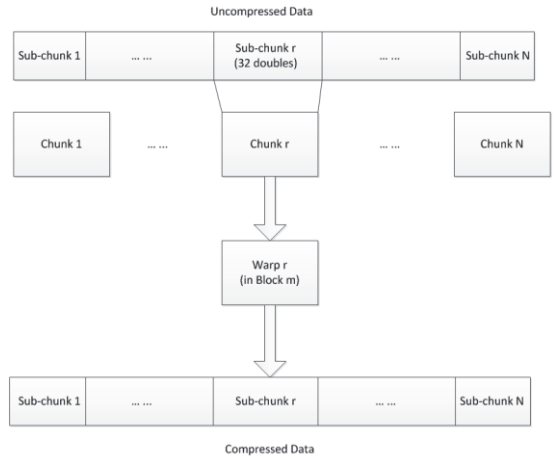 Uncompressed Data
Sub-chunk 1
... ...
Sub-chunk r
(32 doubles)
... ...
Sub-chunk N
Chunk 1
... ...
Chunk r
... ...
Chunk N
Warp r
(in Block m)
Sub-chunk 1
... ...
Sub-chunk r
... ...
Sub-chunk N
Compressed Data